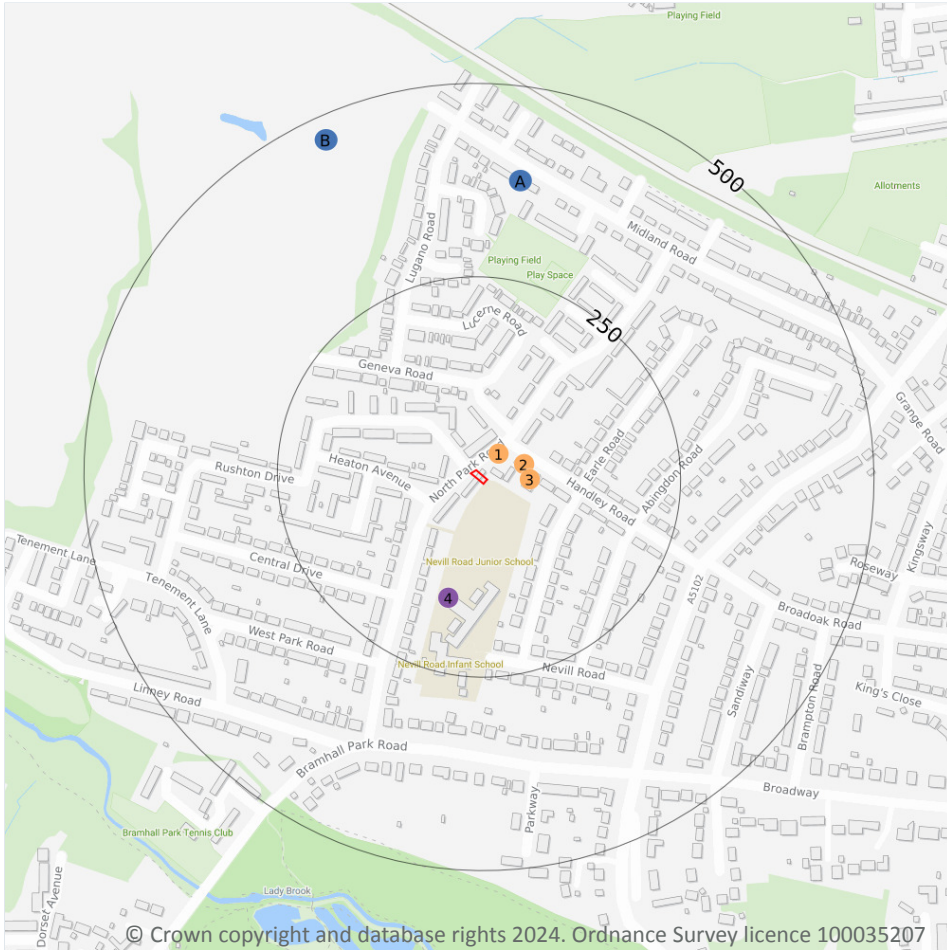 Playing Field
B
500
A
Allotments
Lugano Road
Midland Road
Playing Field
Play Space
250
Lucerne Road
Geneva Road
Grange Road
1
North Park Road
2
Earle Road
3
Heaton Avenue
Rushton Drive
Abingdon Road
Handley Road
Kingsway
Tenement Lane
Central Drive
Nevill Road Junior School
Roseway
A5102
Tenement Lane
4
Broadoak Road
West Park Road
Nevill Road Infant School
Nevill Road
Sandiway
Brampton Road
King's Close
Linney Road
Bramhall Park Road
Broadway
Parkway
Bramhall Park Tennis Club
Dorset Avenue
Lady Brook
© Crown copyright and database rights 2024. Ordnance Survey licence 100035207